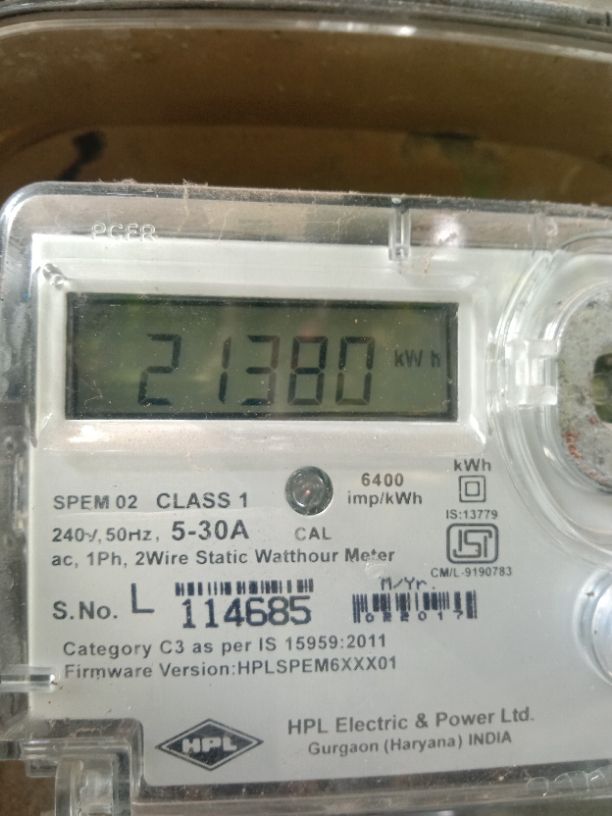 21380 kWh
SPEM 02 CLASS 1
6400
imp/kWh
kWh
IS:13779
240~, 50Hz, 5-30A CAL
ac, 1Ph, 2Wire Static Watthour Meter
ISI
CM/L-9190783
M/Yr.
S.No. L 114685
022017
Category C3 as per IS 15959:2011
Firmware Version:HPLSPEM6XXX01
HPL
HPL Electric & Power Ltd.
Gurgaon (Haryana) INDIA